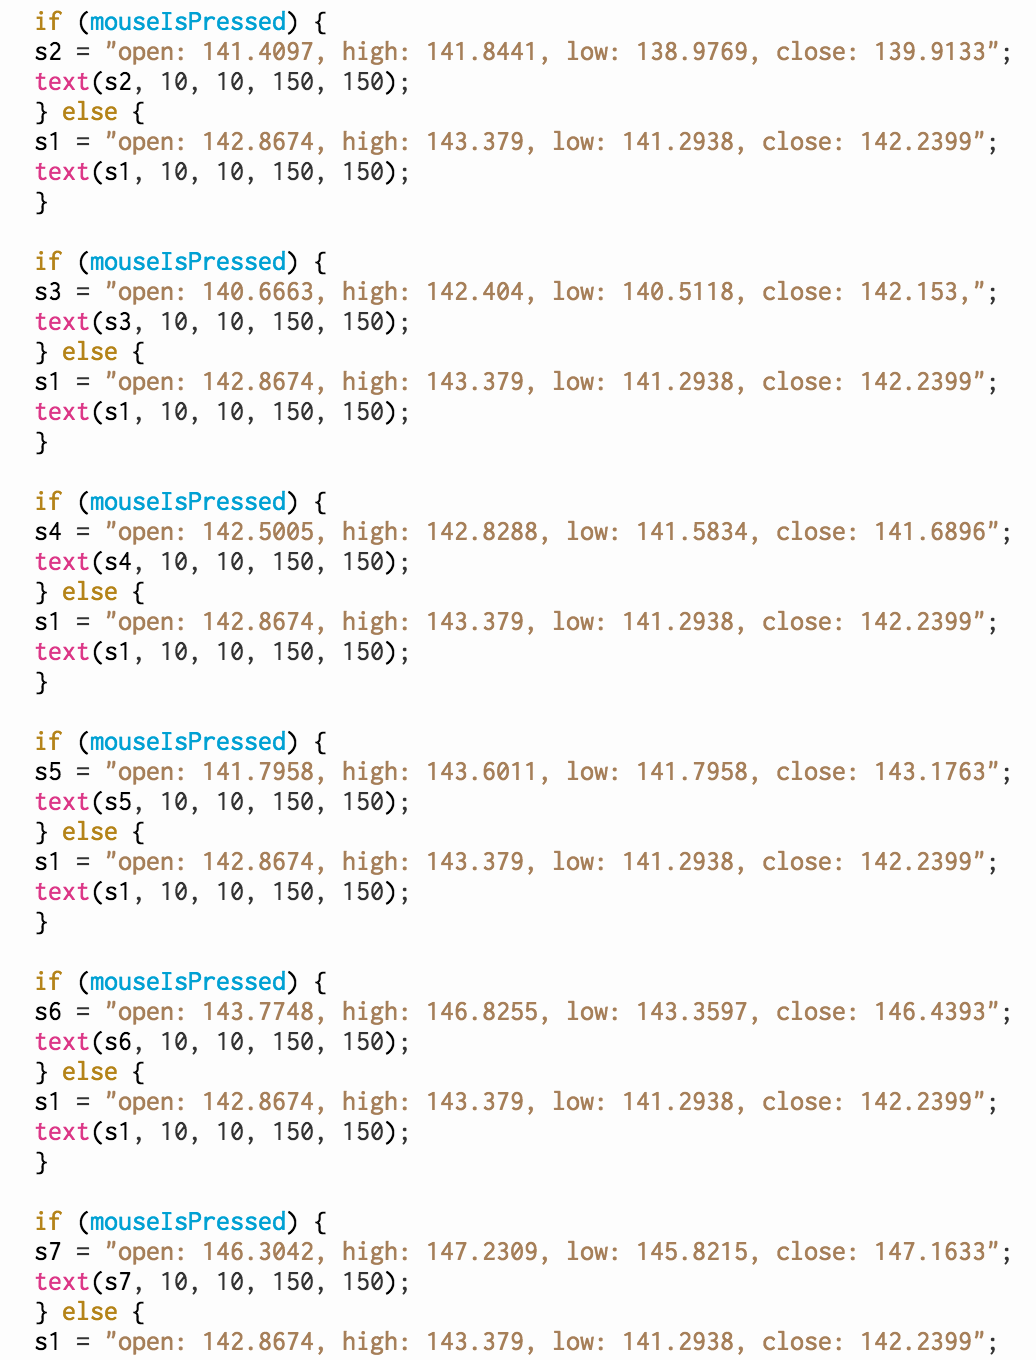 if (mouseIsPressed) {
s2 = "open: 141.4097, high: 141.8441, low: 138.9769, close: 139.9133";
text(s2, 10, 10, 150, 150);
} else {
s1 = "open: 142.8674, high: 143.379, low: 141.2938, close: 142.2399";
text(s1, 10, 10, 150, 150);
}
if (mouseIsPressed) {
s3 = "open: 140.6663, high: 142.404, low: 140.5118, close: 142.153,";
text(s3, 10, 10, 150, 150);
} else {
s1 = "open: 142.8674, high: 143.379, low: 141.2938, close: 142.2399";
text(s1, 10, 10, 150, 150);
}
if (mouseIsPressed) {
s4 = "open: 142.5005, high: 142.8288, low: 141.5834, close: 141.6896";
text(s4, 10, 10, 150, 150);
} else {
s1 = "open: 142.8674, high: 143.379, low: 141.2938, close: 142.2399";
text(s1, 10, 10, 150, 150);
}
if (mouseIsPressed) {
s5 = "open: 141.7958, high: 143.6011, low: 141.7958, close: 143.1763";
text(s5, 10, 10, 150, 150);
} else {
s1 = "open: 142.8674, high: 143.379, low: 141.2938, close: 142.2399";
text(s1, 10, 10, 150, 150);
}
if (mouseIsPressed) {
s6 = "open: 143.7748, high: 146.8255, low: 143.3597, close: 146.4393";
text(s6, 10, 10, 150, 150);
} else {
s1 = "open: 142.8674, high: 143.379, low: 141.2938, close: 142.2399";
text(s1, 10, 10, 150, 150);
}
if (mouseIsPressed) {
s7 = "open: 146.3042, high: 147.2309, low: 145.8215, close: 147.1633";
text(s7, 10, 10, 150, 150);
} else {
s1 = "open: 142.8674, high: 143.379, low: 141.2938, close: 142.2399";